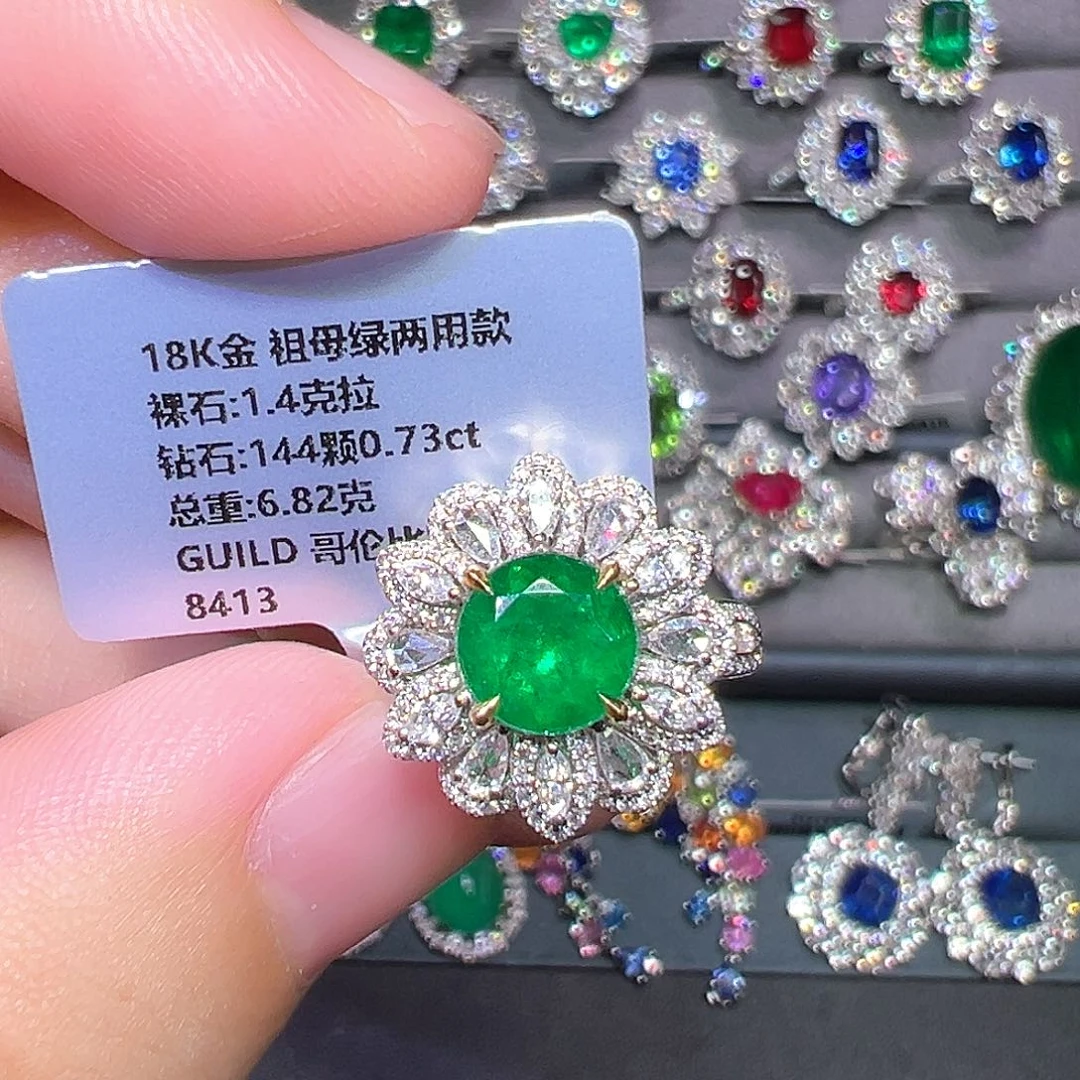 18K金 祖母绿两用款
裸石:1.4克拉
钻石:144颗0.73ct
总重:6.82克
GUILD 哥伦
8413